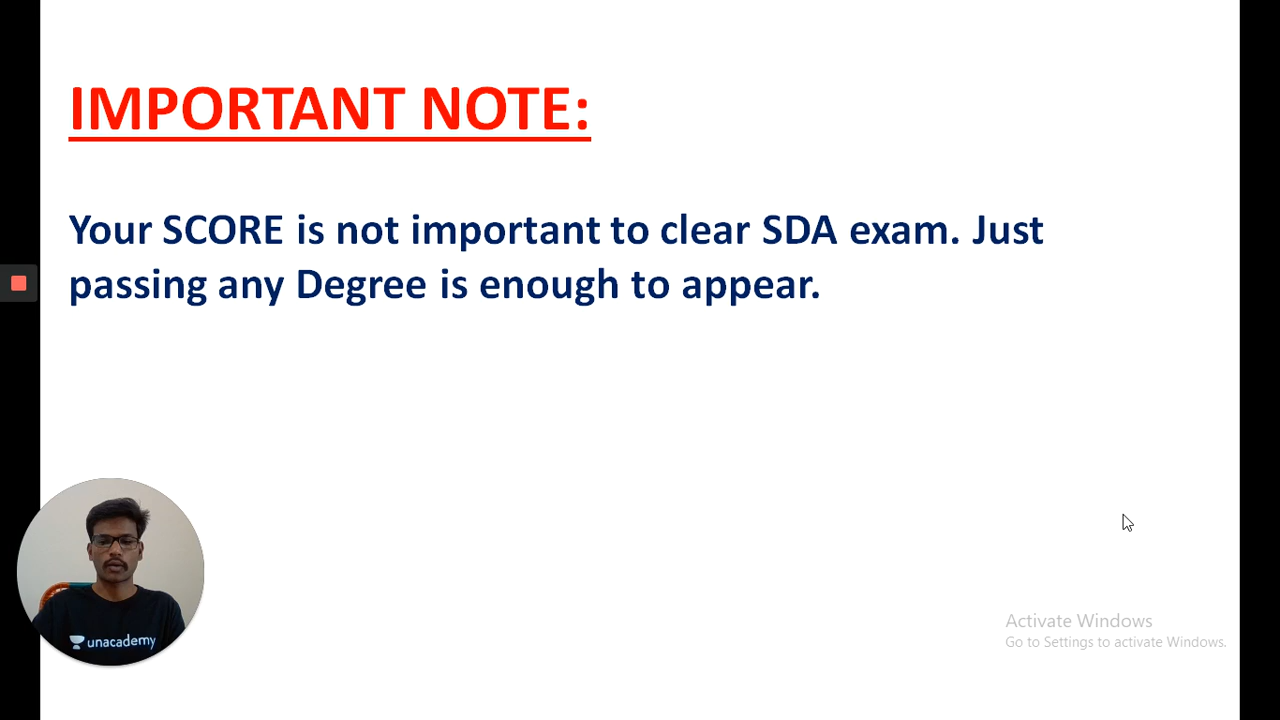 IMPORTANT NOTE:
Your SCORE is not important to clear SDA exam. Just
passing any Degree is enough to appear.
unacademy
Activate Windows
Go to Settings to activate Windows.